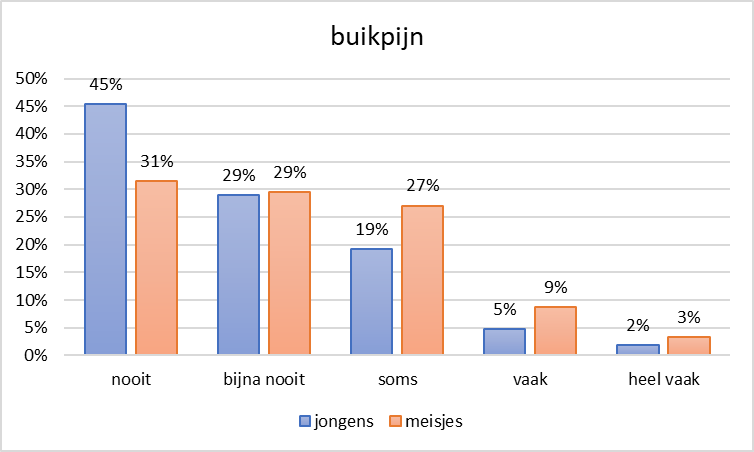 buikpijn
50%
45%
40%
35%
30%
25%
20%
15%
10%
5%
0%
45%
31%
29%
29%
19%
27%
5%
9%
2%
3%
nooit
bijna nooit
soms
vaak
heel vaak
jongens
meisjes